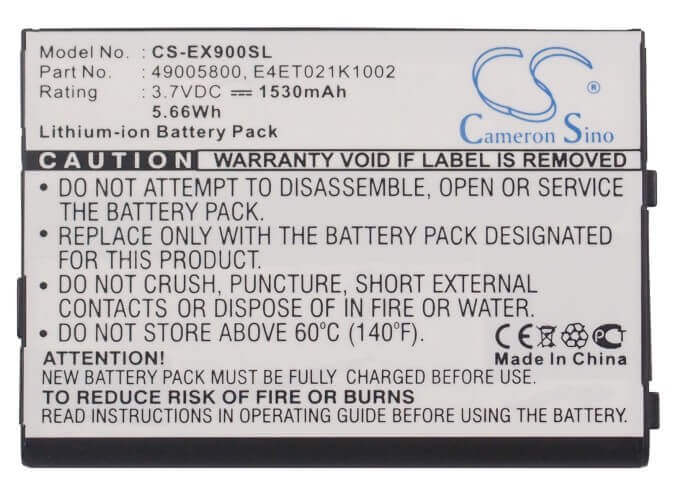 Model No. : CS-EX900SL
Part No. : 49005800, E4ET021K1002
Rating : 3.7VDC 1530mAh
5.66Wh
Lithium-ion Battery Pack
CS
®
Cameron Sino
CAUTION WARRANTY VOID IF LABEL IS REMOVED
• DO NOT ATTEMPT TO DISASSEMBLE, OPEN OR SERVICE
THE BATTERY PACK.
• REPLACE ONLY WITH THE BATTERY PACK DESIGNATED
FOR THIS PRODUCT.
• DO NOT CRUSH, PUNCTURE, SHORT EXTERNAL
CONTACTS OR DISPOSE OF IN FIRE OR WATER.
• DO NOT STORE ABOVE 60°C (140°F).
CE
Made In China
ATTENTION!
NEW BATTERY PACK MUST BE FULLY CHARGED BEFORE USE
TO REDUCE RISK OF FIRE OR BURNS
READ INSTRUCTIONS IN OPERATING GUIDE BEFORE USING BATTERY